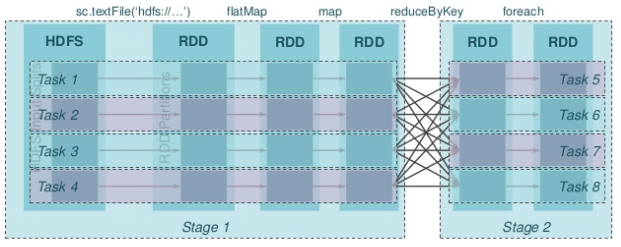 sc.textFile('hdfs://…') flatMap map reduceByKey foreach
HDFS RDD RDD RDD RDD RDD
Task 1 Task 5
Task 2 Task 6
Task 3 Task 7
Task 4 Task 8
RDDPartitions
Stage 1 Stage 2